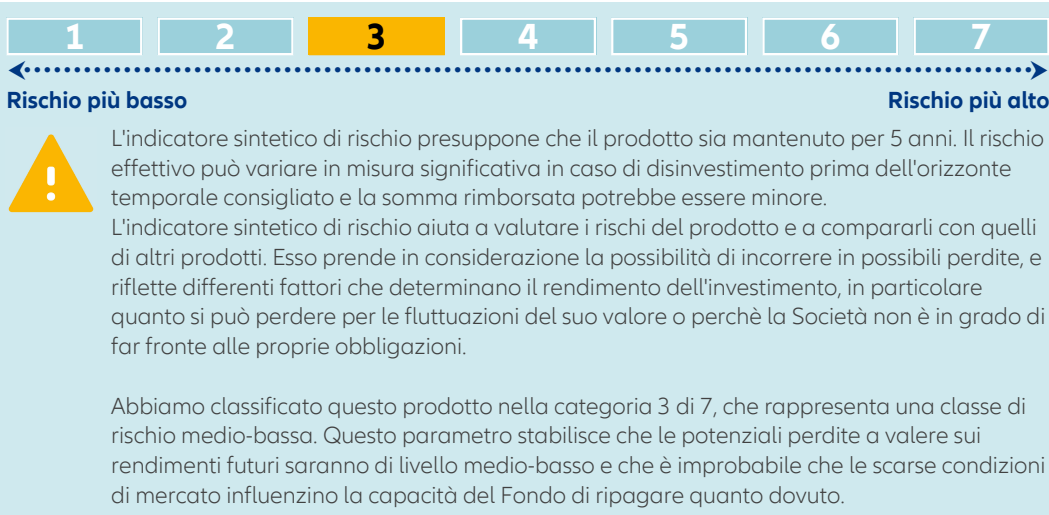 1 2 3 4 5 6 7
Rischio più basso Rischio più alto
L'indicatore sintetico di rischio presuppone che il prodotto sia mantenuto per 5 anni. Il rischio
effettivo può variare in misura significativa in caso di disinvestimento prima dell'orizzonte
temporale consigliato e la somma rimborsata potrebbe essere minore.
L'indicatore sintetico di rischio aiuta a valutare i rischi del prodotto e a compararli con quelli
di altri prodotti. Esso prende in considerazione la possibilità di incorrere in possibili perdite, e
riflette differenti fattori che determinano il rendimento dell'investimento, in particolare
quanto si può perdere per le fluttuazioni del suo valore o perchè la Società non è in grado di
far fronte alle proprie obbligazioni.
Abbiamo classificato questo prodotto nella categoria 3 di 7, che rappresenta una classe di
rischio medio-bassa. Questo parametro stabilisce che le potenziali perdite a valere sui
rendimenti futuri saranno di livello medio-basso e che è improbabile che le scarse condizioni
di mercato influenzino la capacità del Fondo di ripagare quanto dovuto.